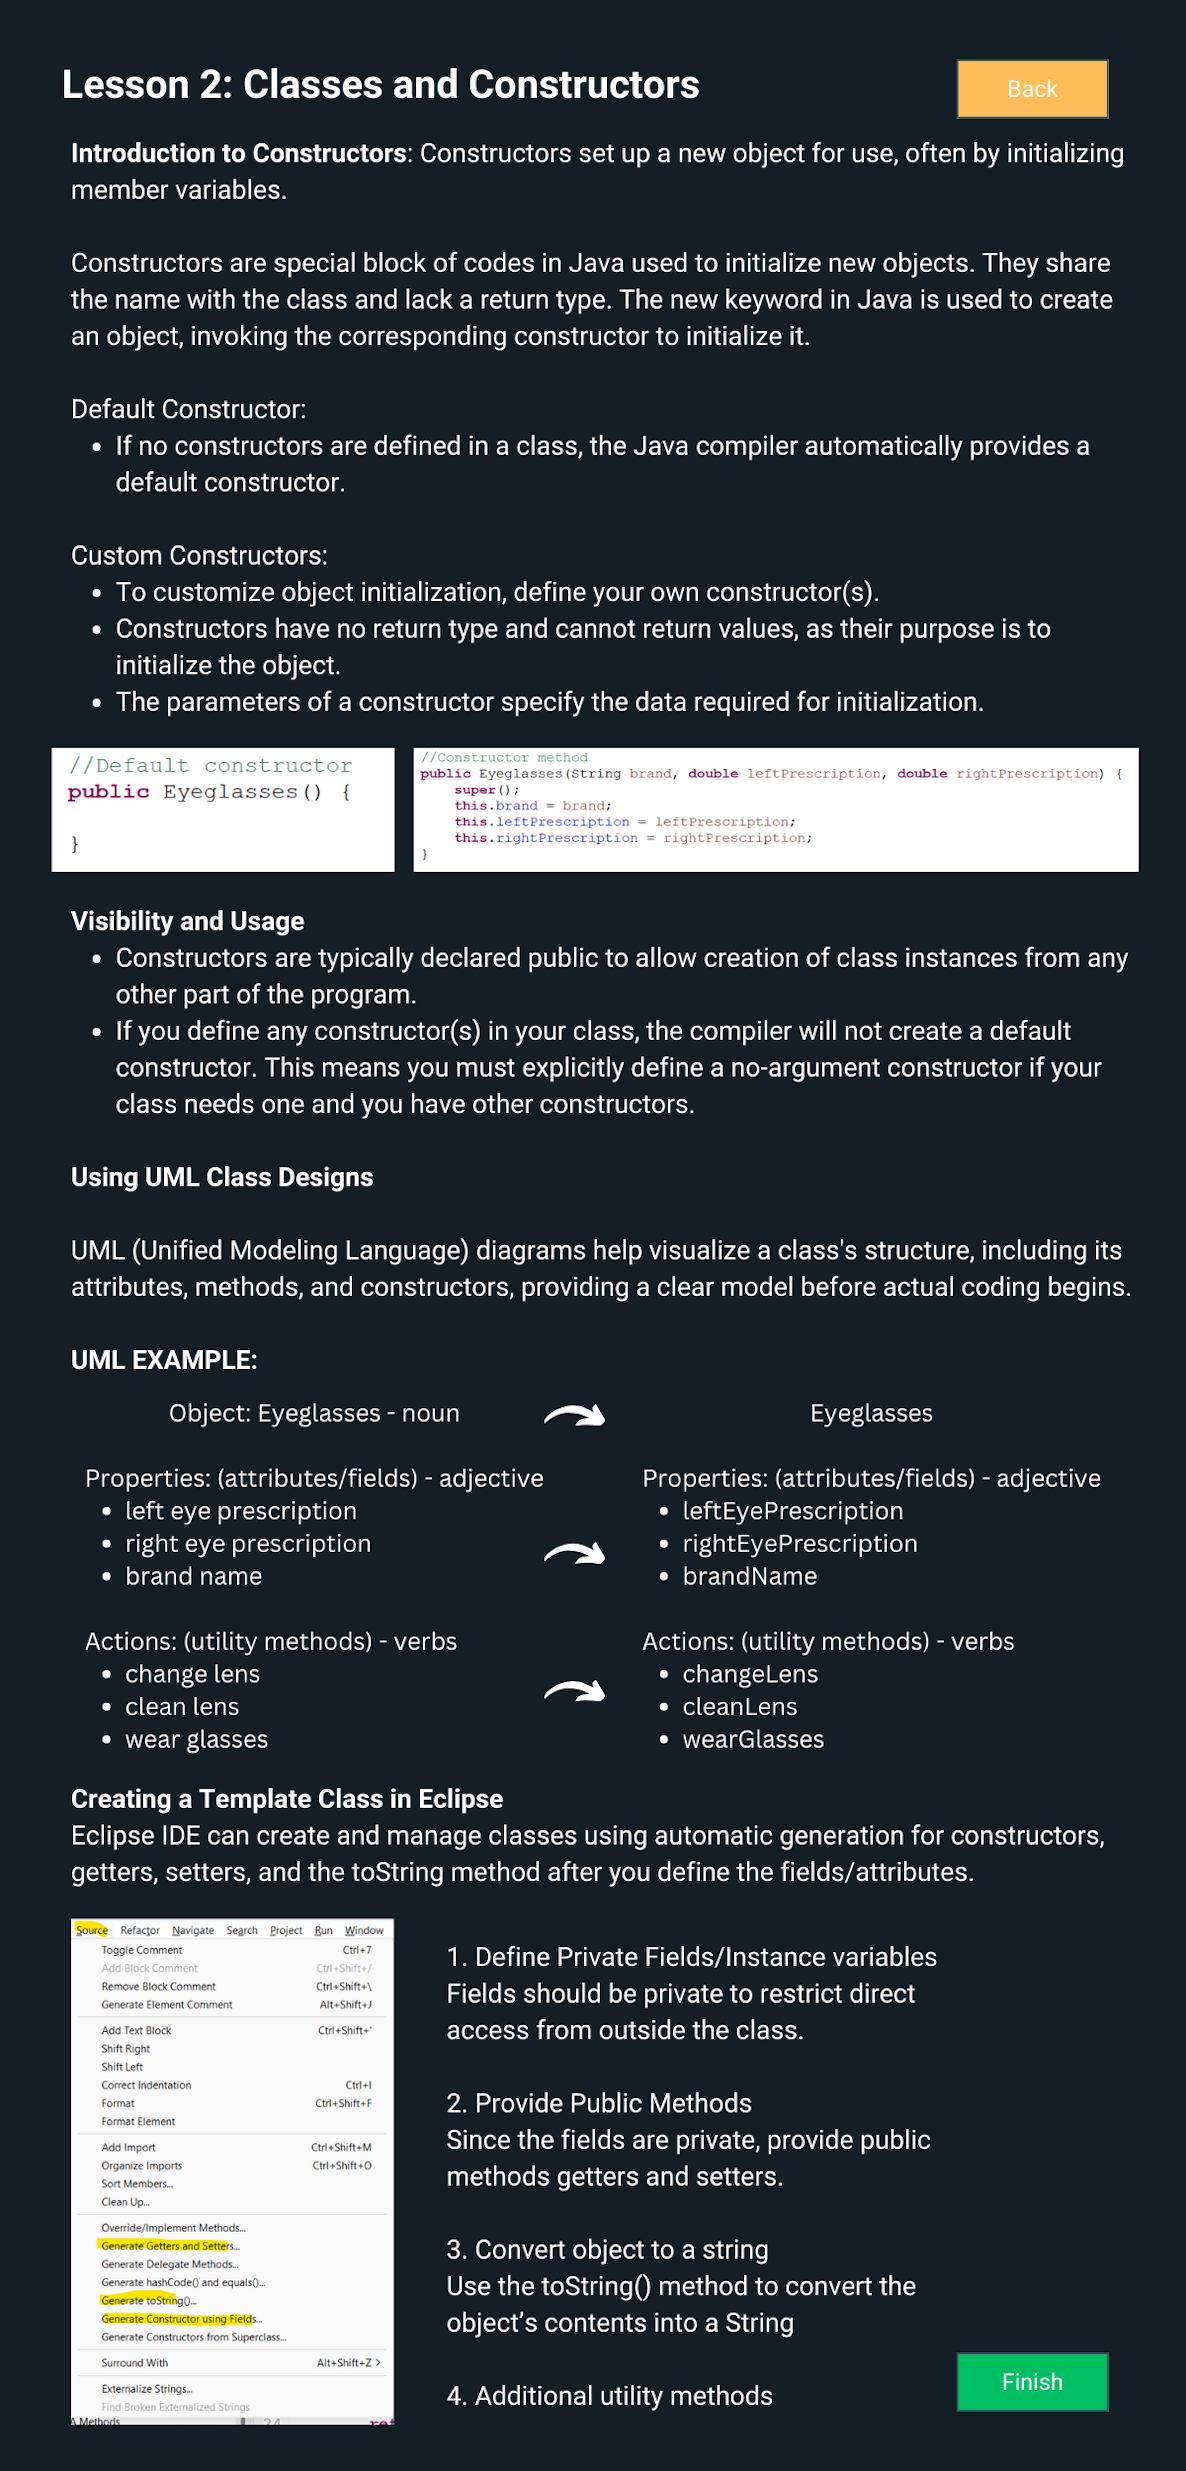 Lesson 2: Classes and Constructors
Back
Introduction to Constructors: Constructors set up a new object for use, often by initializing
member variables.
Constructors are special block of codes in Java used to initialize new objects. They share
the name with the class and lack a return type. The new keyword in Java is used to create
an object, invoking the corresponding constructor to initialize it.
Default Constructor:
• If no constructors are defined in a class, the Java compiler automatically provides a
default constructor.
Custom Constructors:
• To customize object initialization, define your own constructor(s).
• Constructors have no return type and cannot return values, as their purpose is to
initialize the object.
• The parameters of a constructor specify the data required for initialization.
//Default constructor
public Eyeglasses() {
}
//Constructor method
public Eyeglasses(String brand, double leftPrescription, double rightPrescription) {
super();
this.brand = brand;
this.leftPrescription = leftPrescription;
this.rightPrescription = rightPrescription;
}
Visibility and Usage
• Constructors are typically declared public to allow creation of class instances from any
other part of the program.
• If you define any constructor(s) in your class, the compiler will not create a default
constructor. This means you must explicitly define a no-argument constructor if your
class needs one and you have other constructors.
Using UML Class Designs
UML (Unified Modeling Language) diagrams help visualize a class's structure, including its
attributes, methods, and constructors, providing a clear model before actual coding begins.
UML EXAMPLE:
Object: Eyeglasses - noun
Properties: (attributes/fields) - adjective
• left eye prescription
• right eye prescription
• brand name
Actions: (utility methods) - verbs
• change lens
• clean lens
• wear glasses
Eyeglasses
Properties: (attributes/fields) - adjective
• leftEyePrescription
• rightEyePrescription
• brandName
Actions: (utility methods) - verbs
• changeLens
• cleanLens
• wearGlasses
Creating a Template Class in Eclipse
Eclipse IDE can create and manage classes using automatic generation for constructors,
getters, setters, and the toString method after you define the fields/attributes.
Source Refactor Navigate Search Project Run Window
Toggle Comment Ctrl+7
Add Block Comment Ctrl+Shift+/
Remove Block Comment Ctrl+Shift+\
Generate Element Comment Alt+Shift+J
Add Text Block Ctrl+Shift+'
Shift Right
Shift Left
Correct Indentation Ctrl+I
Format Ctrl+Shift+F
Format Element
Add Import Ctrl+Shift+M
Organize Imports Ctrl+Shift+O
Sort Members...
Clean Up...
Override/Implement Methods...
Generate Getters and Setters...
Generate Delegate Methods...
Generate hashCode() and equals()...
Generate toString()...
Generate Constructor using Fields...
Generate Constructors from Superclass...
Surround With Alt+Shift+Z >
Externalize Strings...
Find Broken Externalized Strings
Methods 24
1. Define Private Fields/Instance variables
Fields should be private to restrict direct
access from outside the class.
2. Provide Public Methods
Since the fields are private, provide public
methods getters and setters.
3. Convert object to a string
Use the toString() method to convert the
object’s contents into a String
4. Additional utility methods
Finish